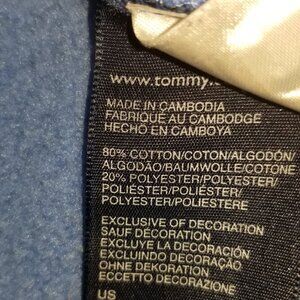 www.tommy.
MADE IN CAMBODIA
FABRIQUÉ AU CAMBODGE
HECHO EN CAMBOYA
80% COTTON/COTON/ALGODÓN/
ALGODÃO/BAUMWOLLE/COTONE
20% POLYESTER/POLYESTER/
POLIÉSTER/POLIÉSTER/
POLYESTER/POLIESTERE
EXCLUSIVE OF DECORATION
SAUF DÉCORATION
EXCLUYE LA DECORACIÓN
EXCLUINDO DECORAÇÃO
OHNE DEKORATION
ECCETTO DECORAZIONE
US